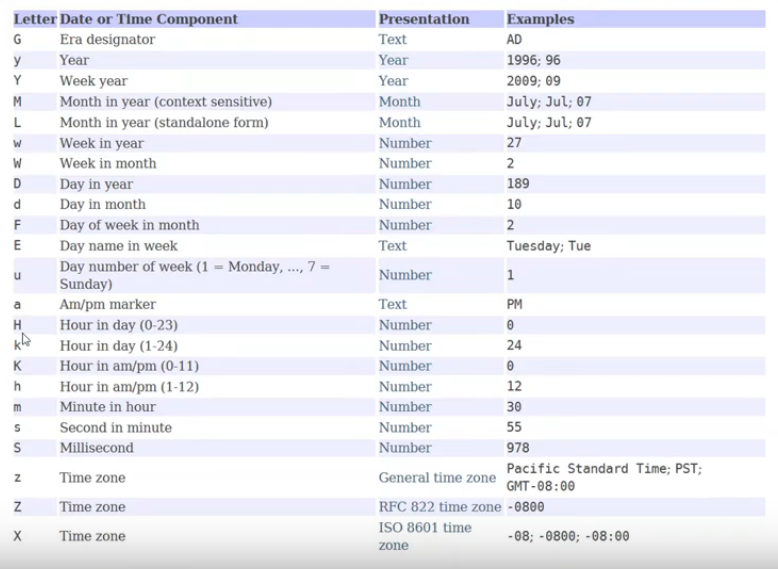 Letter Date or Time Component Presentation Examples
G Era designator Text AD
y Year Year 1996; 96
Y Week year Year 2009; 09
M Month in year (context sensitive) Month July; Jul; 07
L Month in year (standalone form) Month July; Jul; 07
w Week in year Number 27
W Week in month Number 2
D Day in year Number 189
d Day in month Number 10
F Day of week in month Number 2
E Day name in week Text Tuesday; Tue
u Day number of week (1 = Monday, ..., 7 =
Sunday) Number 1
a Am/pm marker Text PM
H Hour in day (0-23) Number 0
k Hour in day (1-24) Number 24
K Hour in am/pm (0-11) Number 0
h Hour in am/pm (1-12) Number 12
m Minute in hour Number 30
s Second in minute Number 55
S Millisecond Number 978
z Time zone General time zone Pacific Standard Time; PST;
GMT-08:00
Z Time zone RFC 822 time zone -0800
X Time zone ISO 8601 time
zone -08; -0800; -08:00